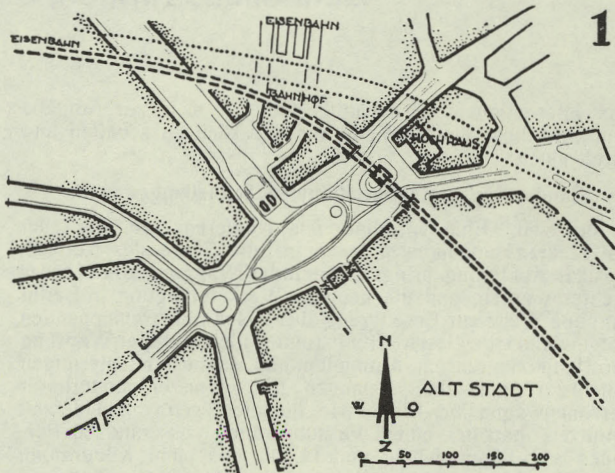 1
EISENBAHN
EISENBAHN
BAHNHOF
HOCHHAUS
N
ALT STADT
W O
Z
0 50 100 150 200